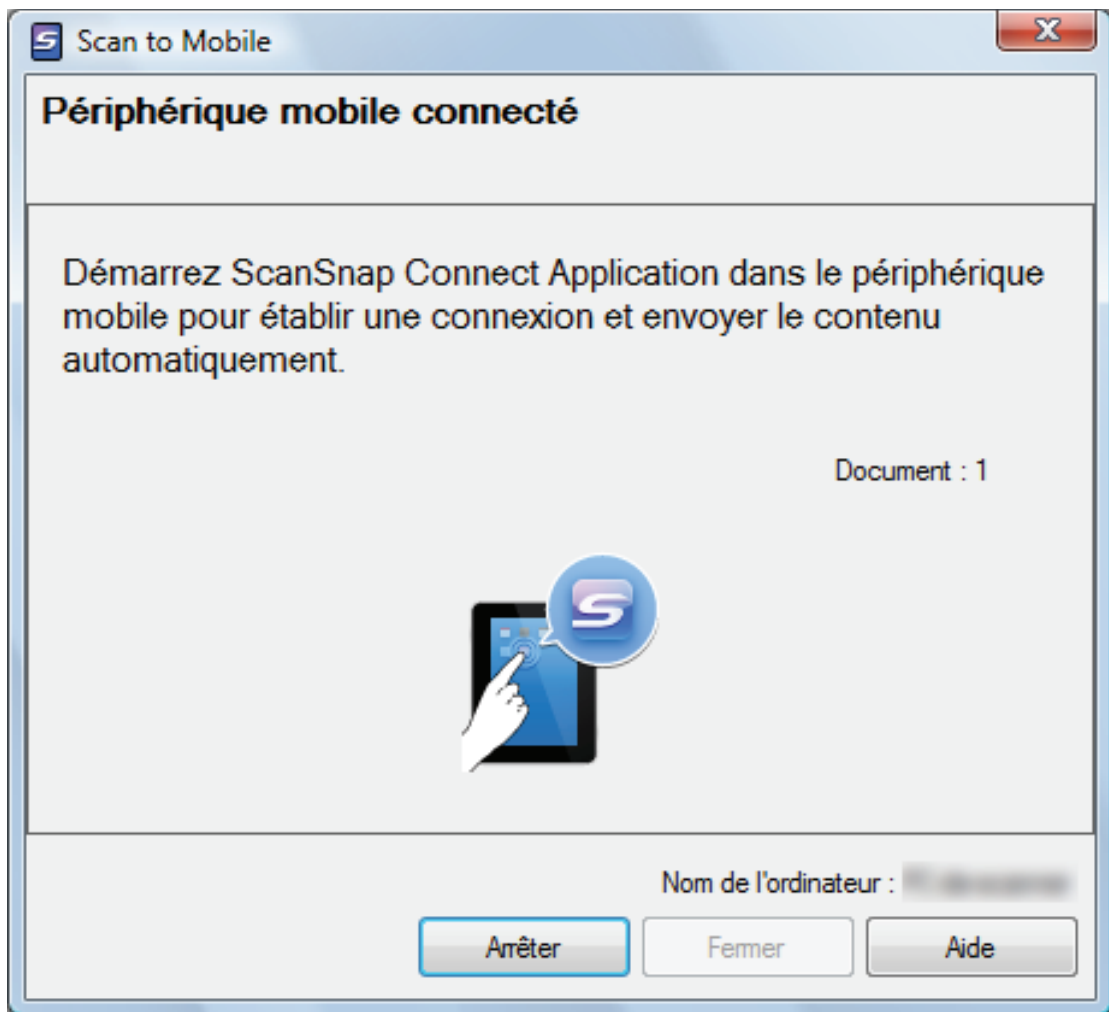 Scan to Mobile
Périphérique mobile connecté
Démarrez ScanSnap Connect Application dans le périphérique
mobile pour établir une connexion et envoyer le contenu
automatiquement.
Document : 1
Nom de l'ordinateur :
Arrêter
Fermer
Aide